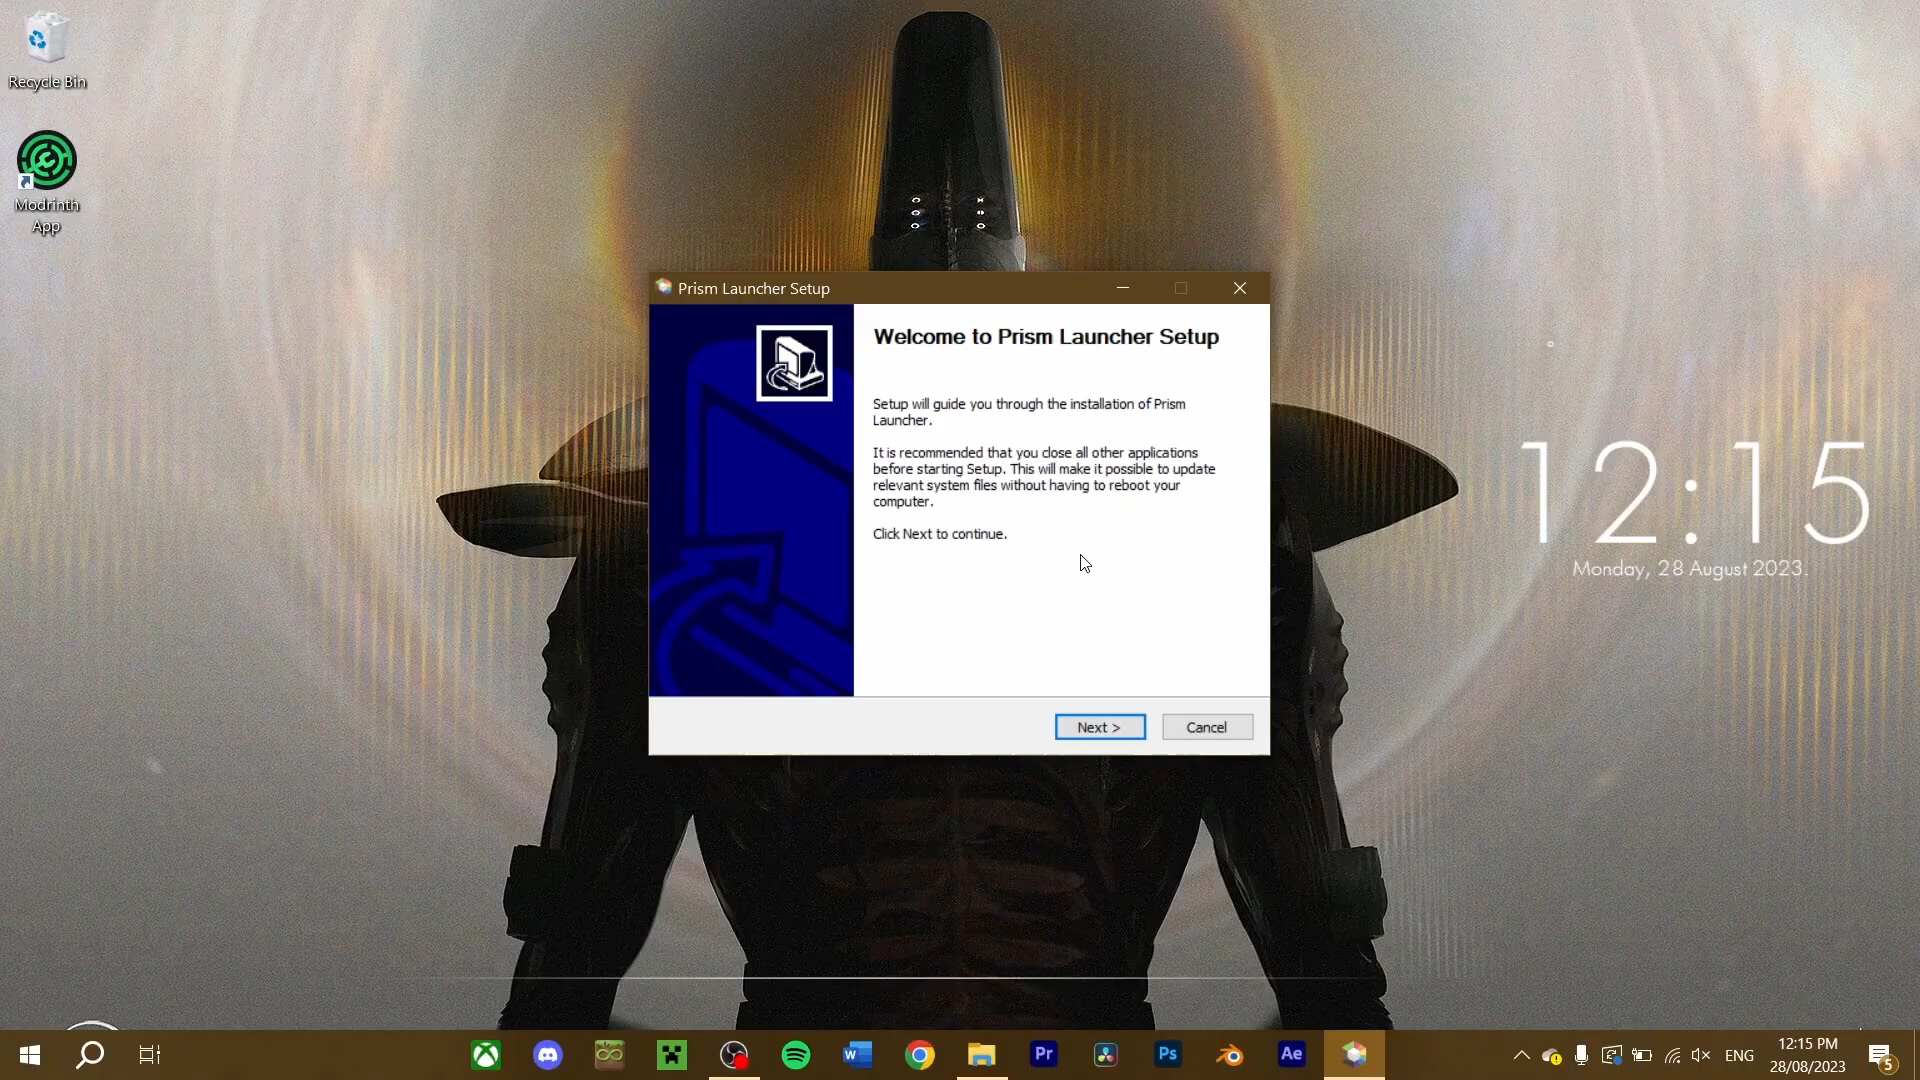 Recycle Bin
Modrinth
App
Prism Launcher Setup
Welcome to Prism Launcher Setup
Setup will guide you through the installation of Prism
Launcher.
It is recommended that you close all other applications
before starting Setup. This will make it possible to update
relevant system files without having to reboot your
computer.
Click Next to continue.
Next >
Cancel
12:15
Monday, 28 August 2023.
W
Pr
Ps
Ae
ENG
12:15 PM
28/08/2023
5